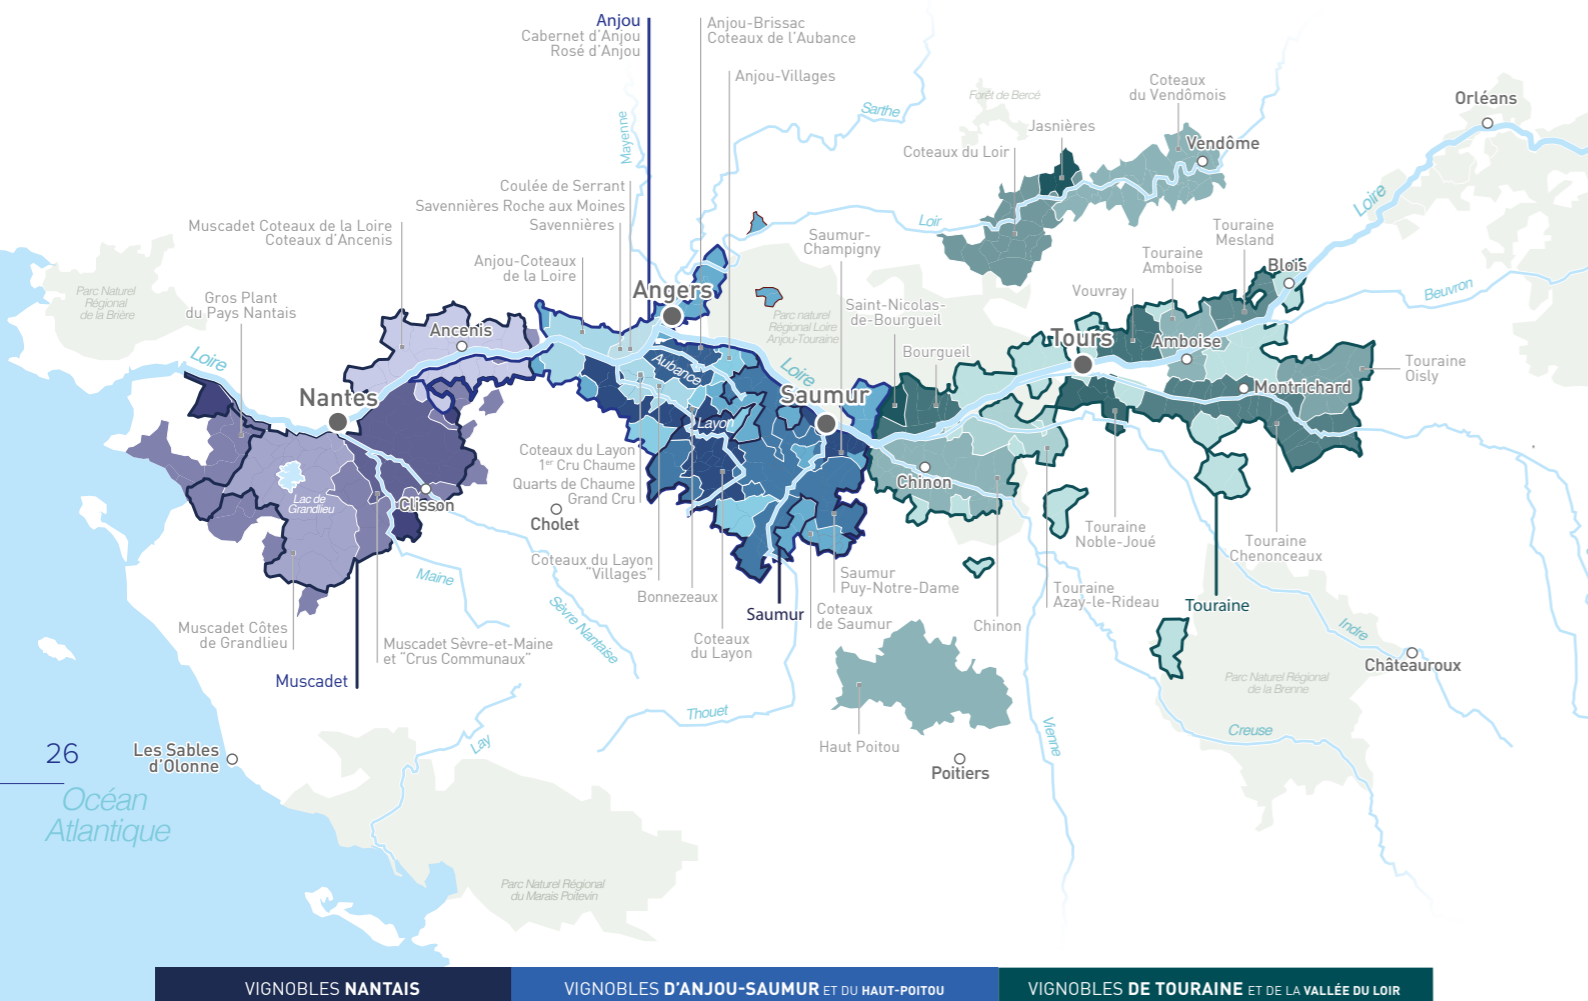 Anjou
Cabernet d'Anjou
Rosé d'Anjou
Anjou-Brissac
Coteaux de l'Aubance
Anjou-Villages
Mayenne
Sarthe
Forêt de Bercé
Coteaux
du Vendômois
Orléans
Jasnières
Coteaux du Loir
Vendôme
Coulée de Serrant
Savennières Roche aux Moines
Savennières
Loir
Loire
Muscadet Coteaux de la Loire
Coteaux d'Ancenis
Saumur-
Champigny
Touraine
Mesland
Touraine
Amboise
Anjou-Coteaux
de la Loire
Blois
Parc Naturel
Régional
de la Brière
Gros Plant
du Pays Nantais
Angers
Vouvray
Beuvron
Saint-Nicolas-
de-Bourgueil
Parc naturel
Régional Loire
Anjou-Touraine
Ancenis
Tours
Amboise
Bourgueil
Loire
Aubance
Loire
Touraine
Oisly
Nantes
Saumur
Montrichard
Layon
Coteaux du Layon
1er Cru Chaume
Quarts de Chaume
Grand Cru
Chinon
Lac de
Grandlieu
Clisson
Cholet
Touraine
Noble-Joué
Touraine
Chenonceaux
Coteaux du Layon
"Villages"
Maine
Bonnezeaux
Saumur
Puy-Notre-Dame
Touraine
Azay-le-Rideau
Touraine
Sèvre Nantaise
Saumur
Coteaux
de Saumur
Chinon
Indre
Muscadet Côtes
de Grandlieu
Muscadet Sèvre-et-Maine
et "Crus Communaux"
Coteaux
du Layon
Châteauroux
Muscadet
Parc Naturel Régional
de la Brenne
Thouet
Vienne
Creuse
Lay
Haut Poitou
26
Les Sables
d'Olonne
Poitiers
Océan
Atlantique
Parc Naturel Régional
du Marais Poitevin
VIGNOBLES NANTAIS
VIGNOBLES D'ANJOU-SAUMUR ET DU HAUT-POITOU
VIGNOBLES DE TOURAINE ET DE LA VALLÉE DU LOIR